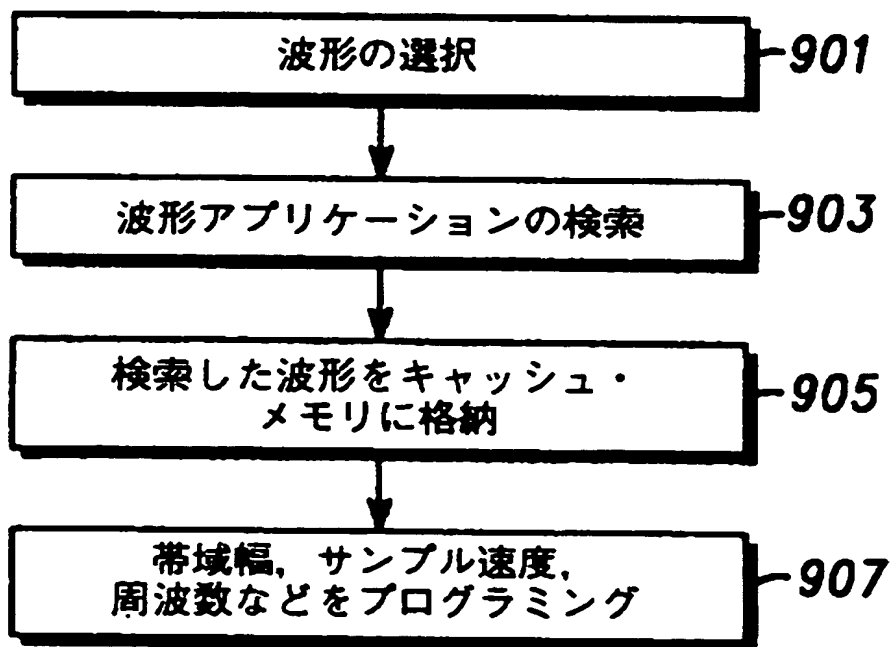 波形の選択
901
波形アプリケーションの検索
903
検索した波形をキャッシュ・
メモリに格納
905
帯域幅，サンプル速度，
周波数などをプログラミング
907